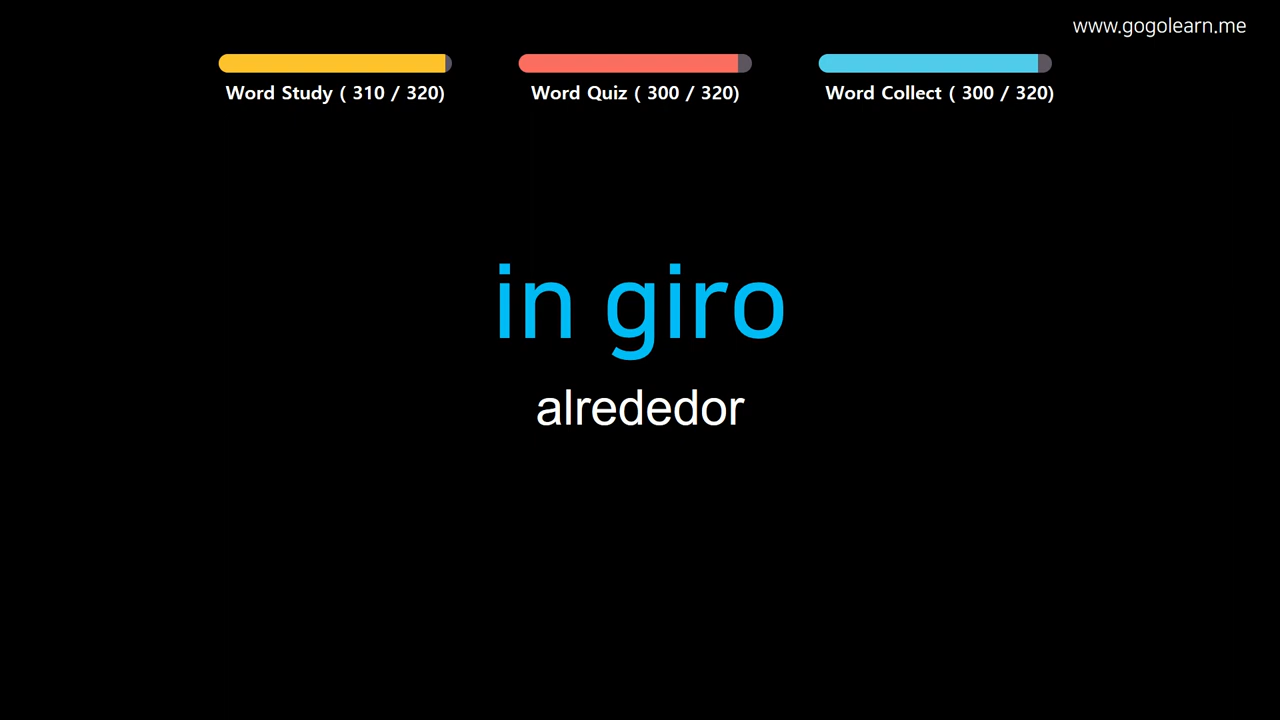 www.gogolearn.me
Word Study ( 310 / 320)
Word Quiz ( 300 / 320)
Word Collect ( 300 / 320)
in giro
alrededor